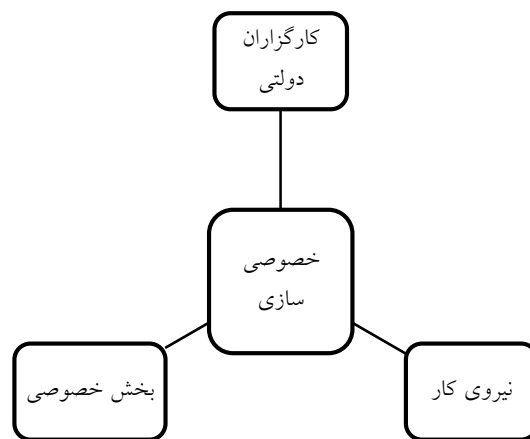 کارگزاران
دولتی
خصوصی
سازی
نیروی کار
بخش خصوصی